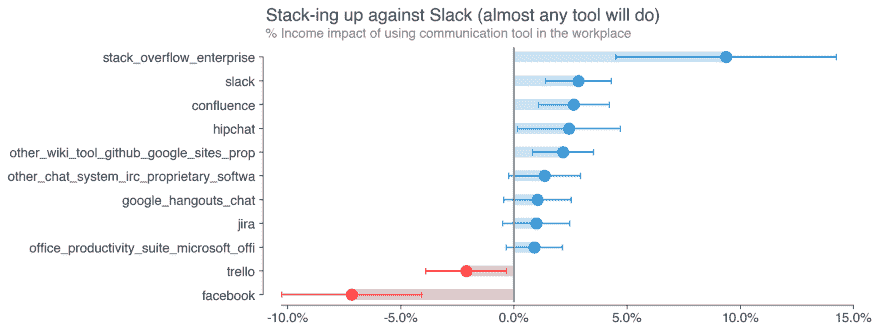 Stack-ing up against Slack (almost any tool will do)
% Income impact of using communication tool in the workplace
stack_overflow_enterprise
slack
confluence
hipchat
other_wiki_tool_github_google_sites_prop
other_chat_system_irc_proprietary_softwa
google_hangouts_chat
jira
office_productivity_suite_microsoft_offi
trello
facebook
-10.0% -5.0% 0.0% 5.0% 10.0% 15.0%